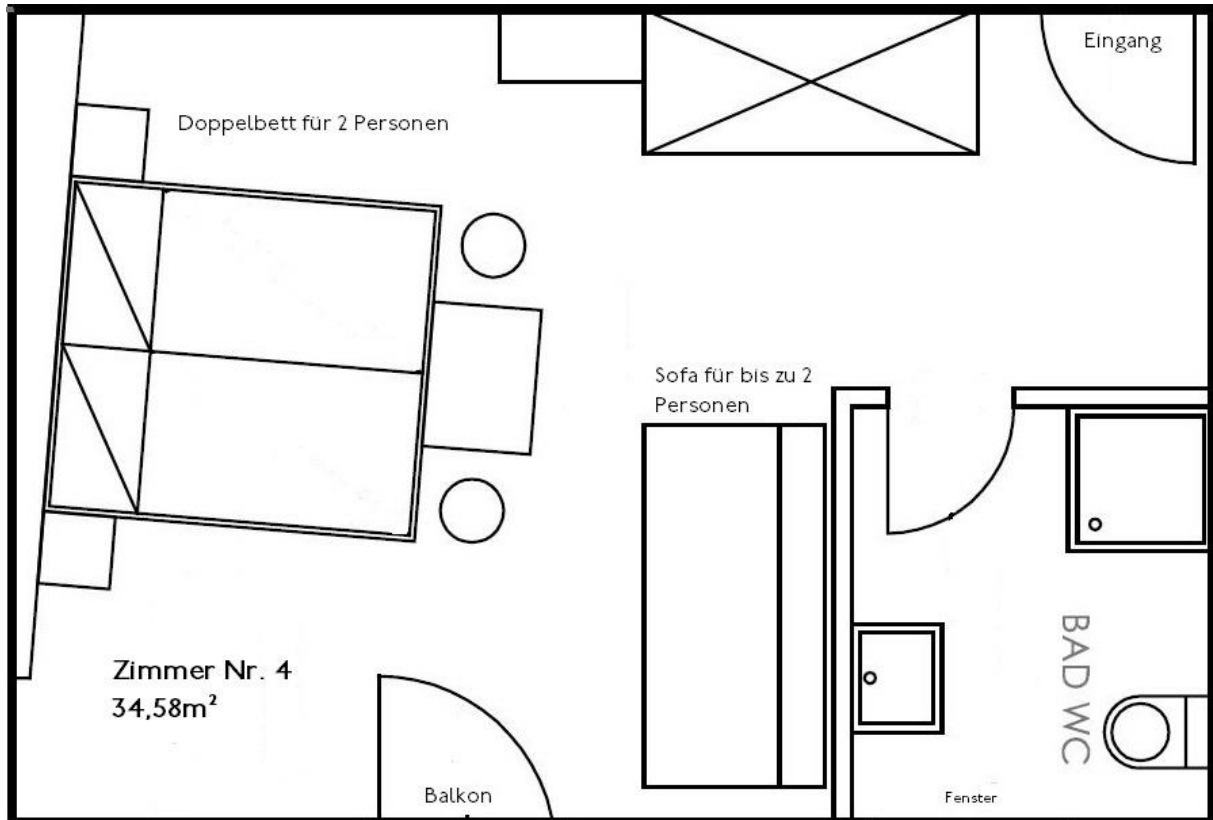 Eingang
Doppelbett für 2 Personen
Sofa für bis zu 2
Personen
Zimmer Nr. 4
34,58m²
BAD WC
Balkon
Fenster